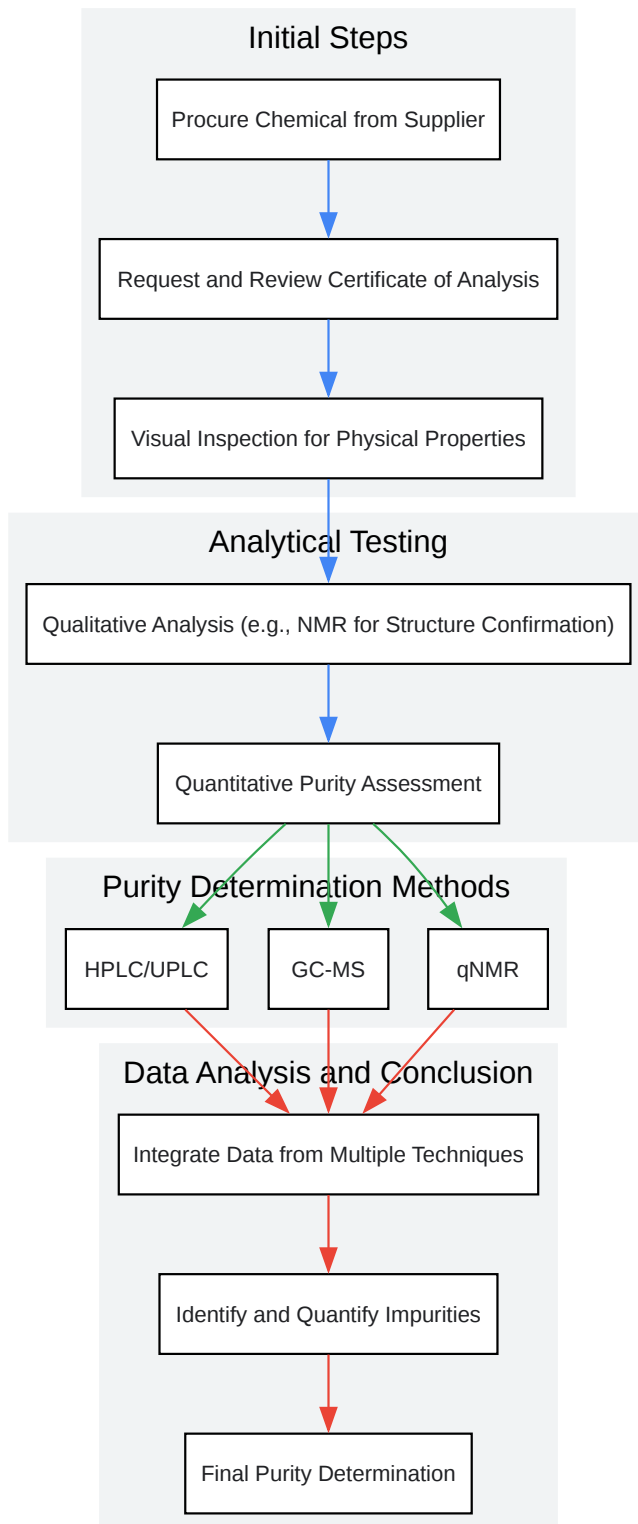 Initial Steps
Procure Chemical from Supplier
Request and Review Certificate of Analysis
Visual Inspection for Physical Properties
Analytical Testing
Qualitative Analysis (e.g., NMR for Structure Confirmation)
Quantitative Purity Assessment
Purity Determination Methods
HPLC/UPLC
GC-MS
qNMR
Data Analysis and Conclusion
Integrate Data from Multiple Techniques
Identify and Quantify Impurities
Final Purity Determination